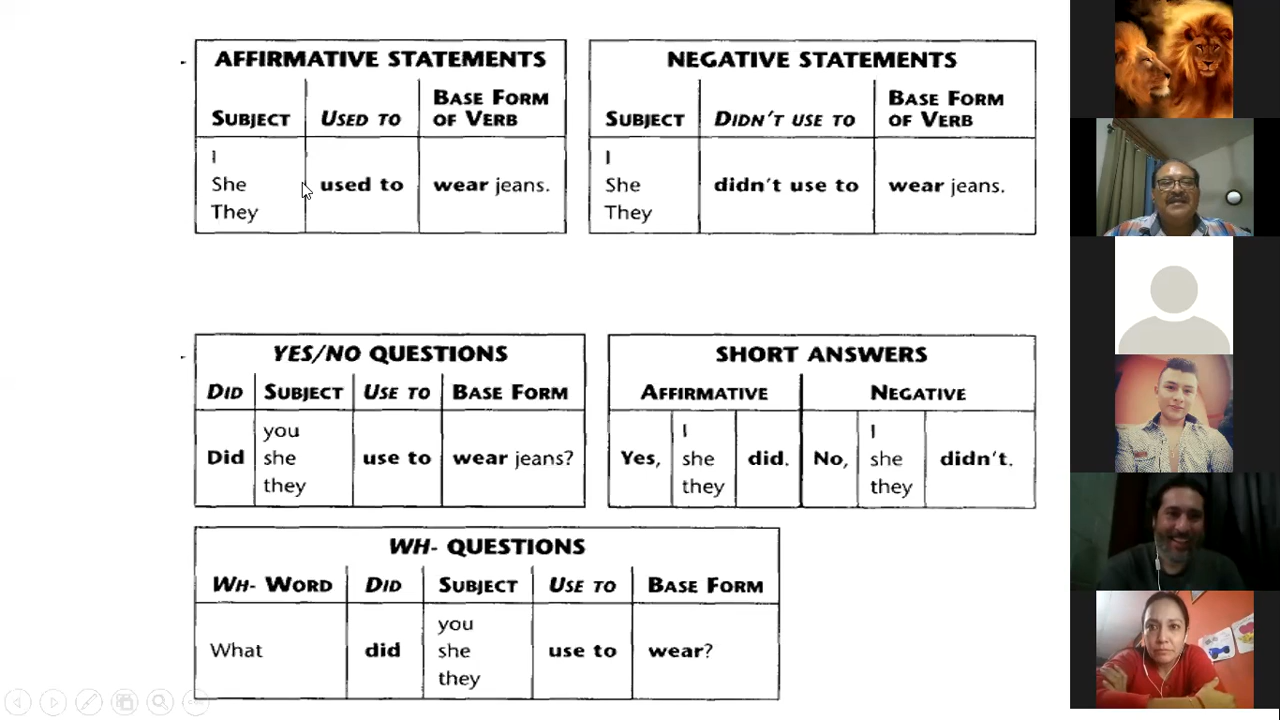 AFFIRMATIVE STATEMENTS
SUBJECT USED TO BASE FORM OF VERB
I
She used to wear jeans.
They
NEGATIVE STATEMENTS
SUBJECT DIDN'T USE TO BASE FORM OF VERB
I
She didn't use to wear jeans.
They
YES/NO QUESTIONS
DID SUBJECT USE TO BASE FORM
you
Did she use to wear jeans?
they
SHORT ANSWERS
AFFIRMATIVE NEGATIVE
I I
Yes, she did. No, she didn't.
they they
WH- QUESTIONS
WH- WORD DID SUBJECT USE TO BASE FORM
you
What did she use to wear?
they